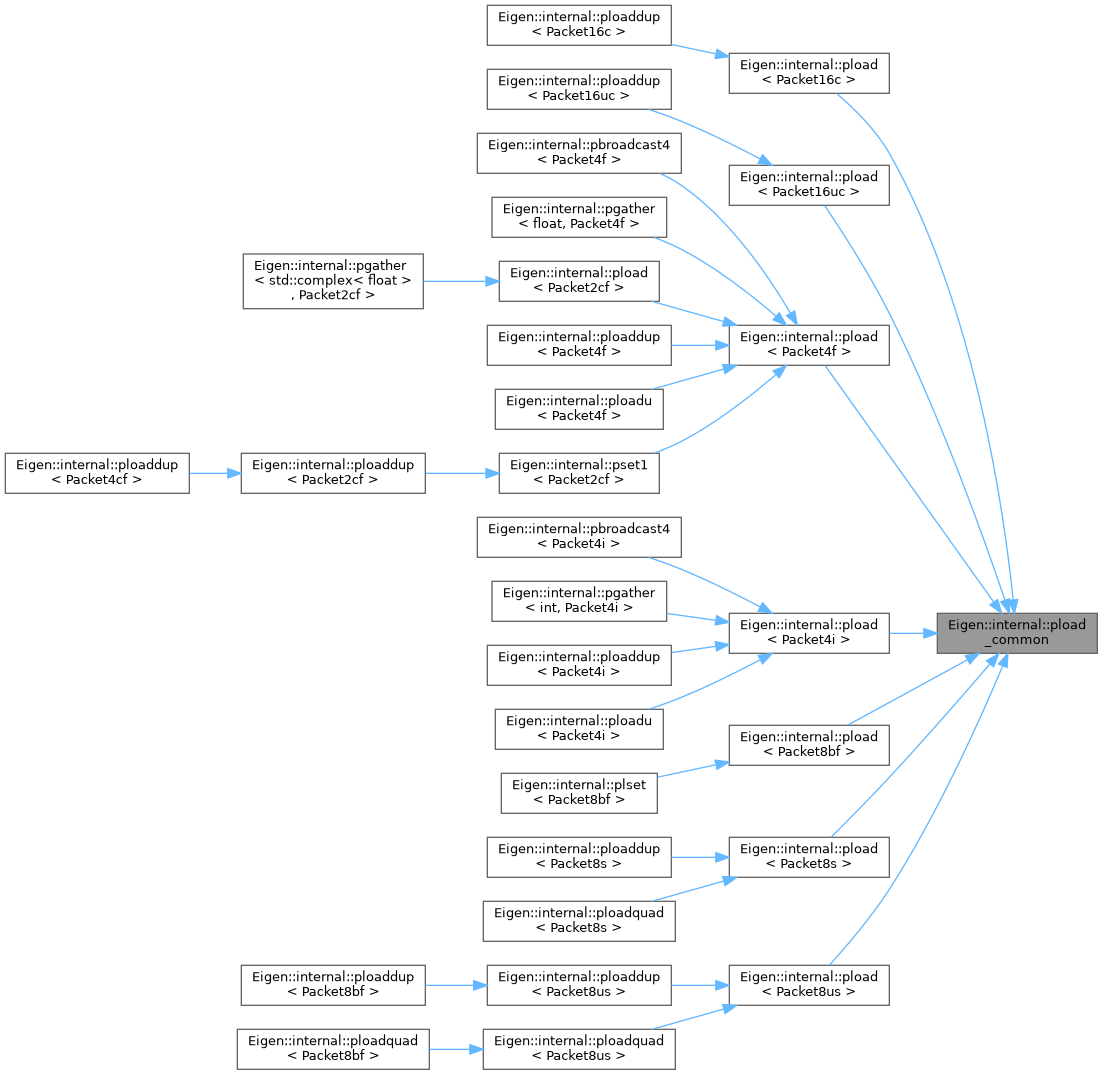 Eigen::internal::ploaddup
< Packet16c >
Eigen::internal::pload
< Packet16c >
Eigen::internal::ploaddup
< Packet16uc >
Eigen::internal::pbroadcast4
< Packet4f >
Eigen::internal::pload
< Packet16uc >
Eigen::internal::pgather
< float, Packet4f >
Eigen::internal::pgather
< std::complex< float >
, Packet2cf >
Eigen::internal::pload
< Packet2cf >
Eigen::internal::ploaddup
< Packet4f >
Eigen::internal::pload
< Packet4f >
Eigen::internal::ploadu
< Packet4f >
Eigen::internal::ploaddup
< Packet4cf >
Eigen::internal::ploaddup
< Packet2cf >
Eigen::internal::pset1
< Packet2cf >
Eigen::internal::pbroadcast4
< Packet4i >
Eigen::internal::pgather
< int, Packet4i >
Eigen::internal::pload
< Packet4i >
Eigen::internal::pload
_common
Eigen::internal::ploaddup
< Packet4i >
Eigen::internal::ploadu
< Packet4i >
Eigen::internal::pload
< Packet8bf >
Eigen::internal::plset
< Packet8bf >
Eigen::internal::ploaddup
< Packet8s >
Eigen::internal::pload
< Packet8s >
Eigen::internal::ploadquad
< Packet8s >
Eigen::internal::ploaddup
< Packet8bf >
Eigen::internal::ploaddup
< Packet8us >
Eigen::internal::pload
< Packet8us >
Eigen::internal::ploadquad
< Packet8bf >
Eigen::internal::ploadquad
< Packet8us >